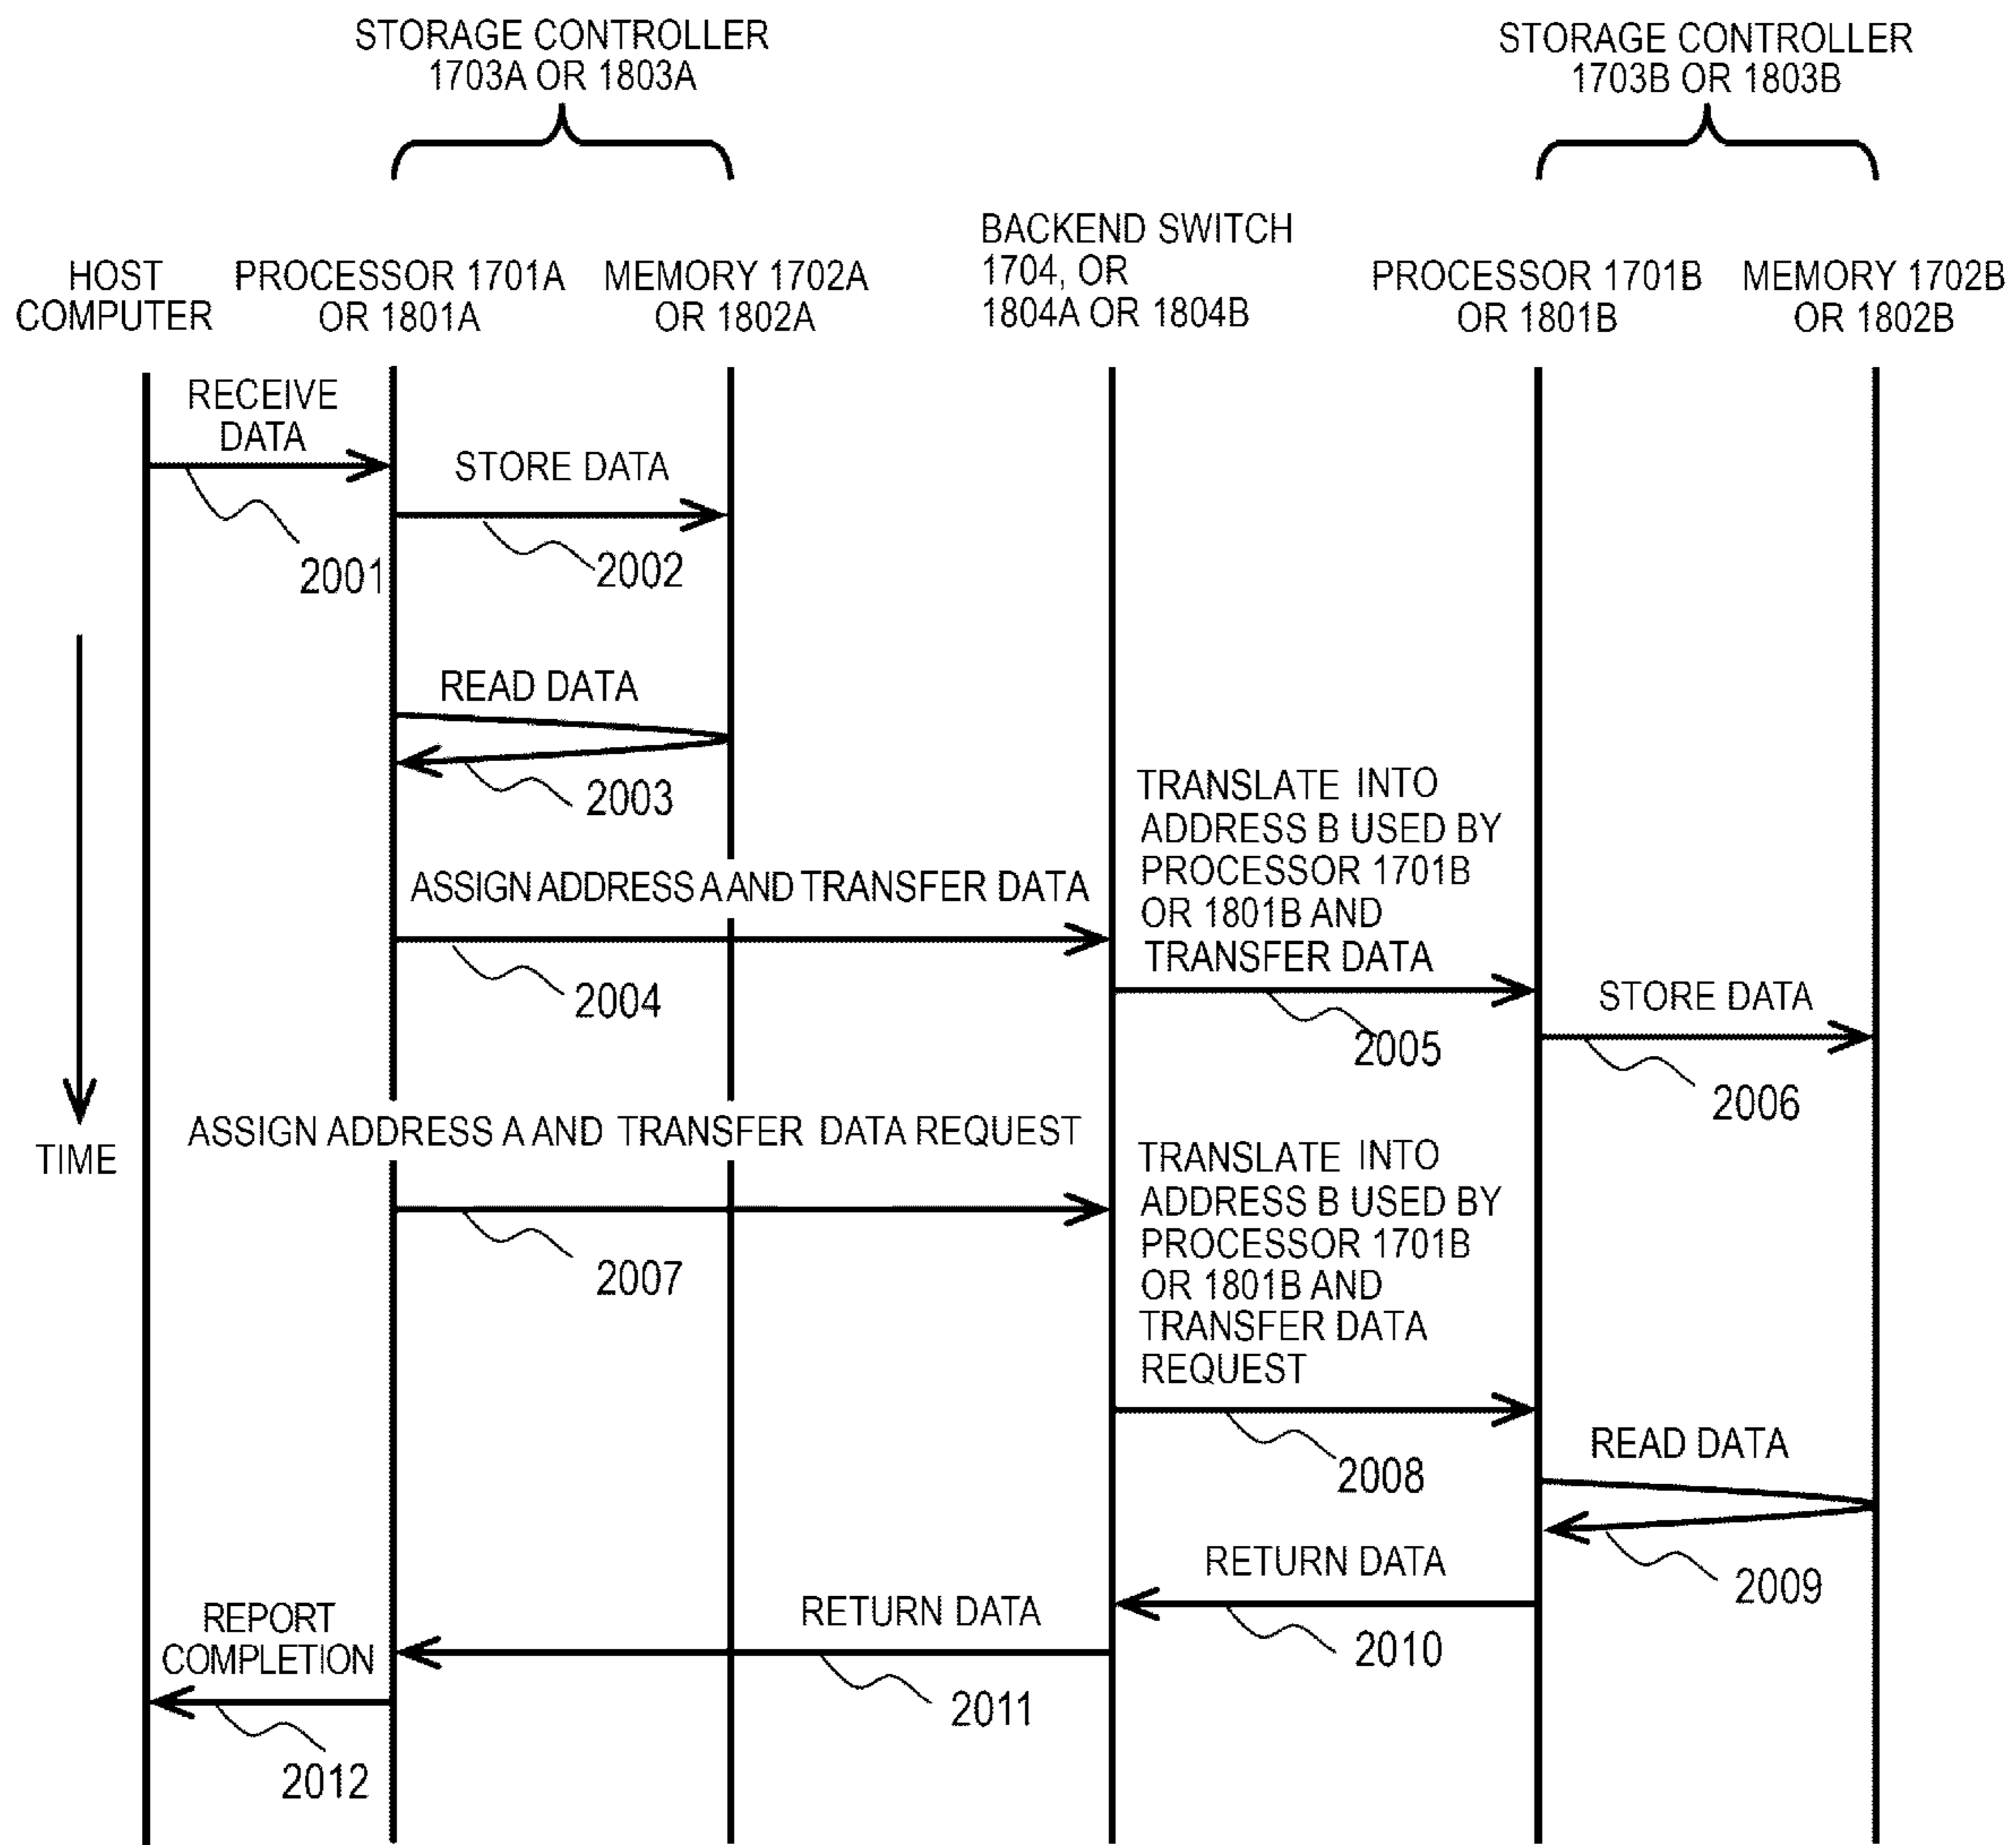 STORAGE CONTROLLER
1703A OR 1803A
STORAGE CONTROLLER
1703B OR 1803B
HOST
COMPUTER
PROCESSOR 1701A
OR 1801A
MEMORY 1702A
OR 1802A
BACKEND SWITCH
1704, OR
1804A OR 1804B
PROCESSOR 1701B
OR 1801B
MEMORY 1702B
OR 1802B
RECEIVE
DATA
2001
STORE DATA
2002
READ DATA
2003
ASSIGN ADDRESS A AND TRANSFER DATA
2004
TRANSLATE INTO
ADDRESS B USED BY
PROCESSOR 1701B
OR 1801B AND
TRANSFER DATA
2005
STORE DATA
2006
TIME
ASSIGN ADDRESS A AND TRANSFER DATA REQUEST
2007
TRANSLATE INTO
ADDRESS B USED BY
PROCESSOR 1701B
OR 1801B AND
TRANSFER DATA
REQUEST
2008
READ DATA
2009
RETURN DATA
2010
RETURN DATA
2011
REPORT
COMPLETION
2012